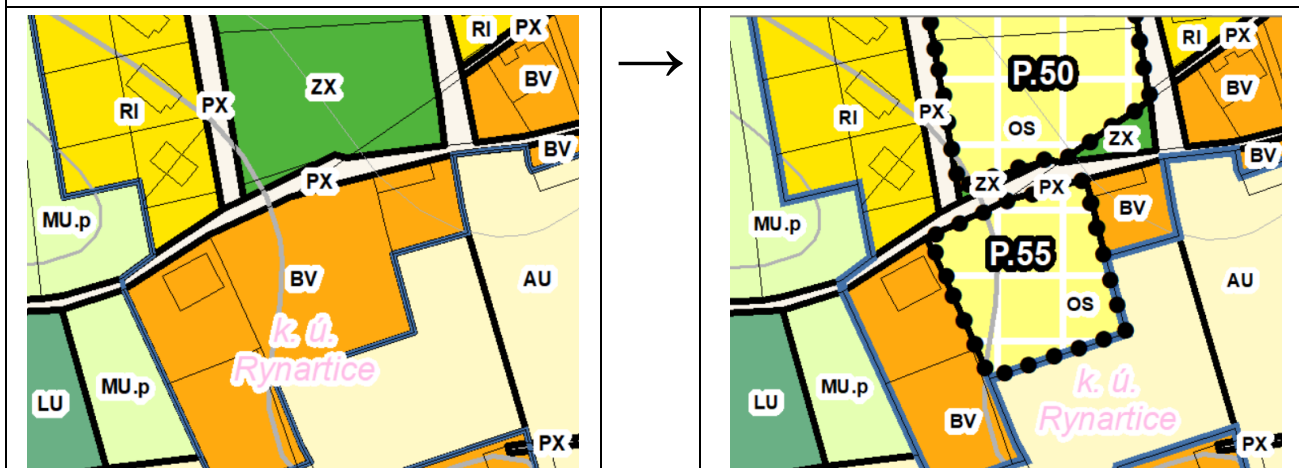 RI
PX
BV
ZX
RI
PX
BV
PX
MU.p
BV
AU
k. ú.
Rynartice
MU.p
LU
PX
→
RI
PX
P.50
BV
PX
RI
OS
ZX
BV
ZX
PX
MU.p
BV
P.55
AU
OS
k. ú.
Rynartice
MU.p
LU
BV
PX